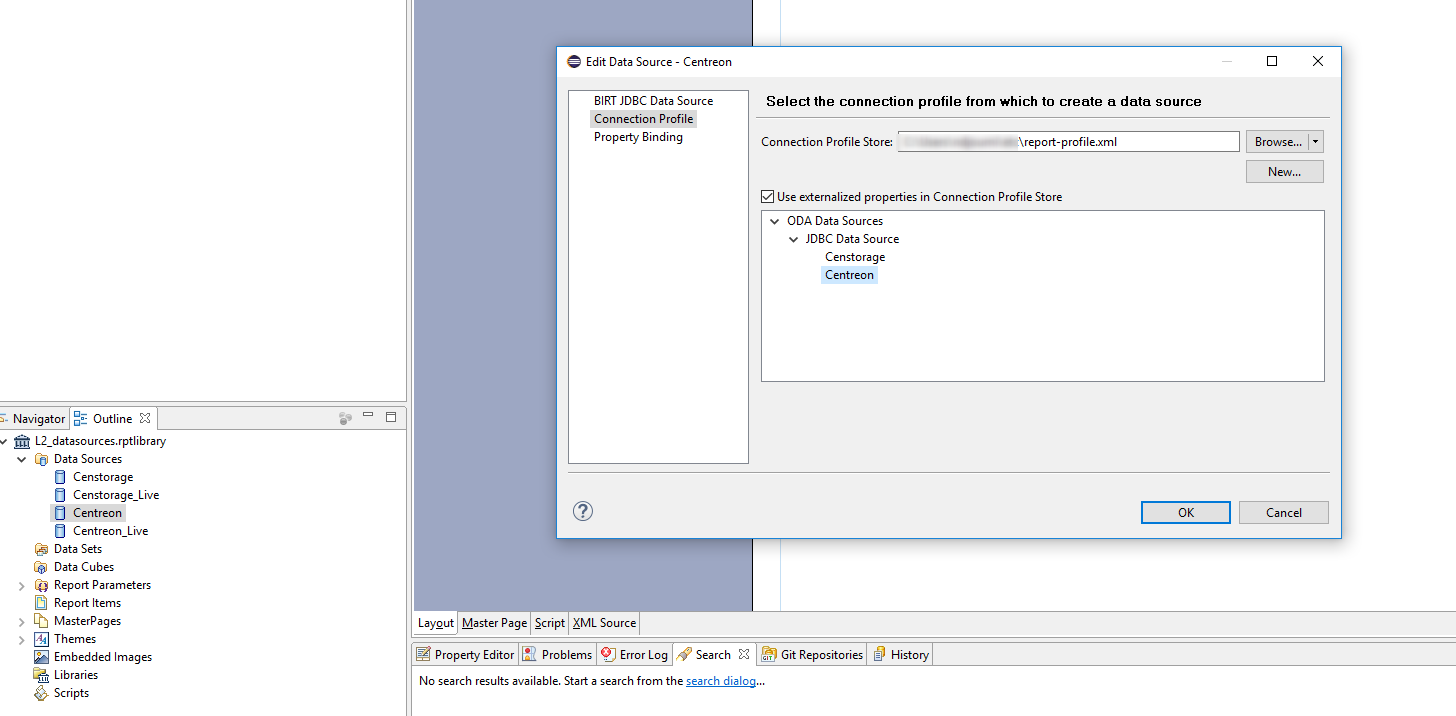 Edit Data Source - Centreon
BIRT JDBC Data Source
Connection Profile
Property Binding
Select the connection profile from which to create a data source
Connection Profile Store: \report-profile.xml
Browse...
New...
Use externalized properties in Connection Profile Store
ODA Data Sources
JDBC Data Source
Censtorage
Centreon
OK
Cancel
Navigator
Outline
L2_datasources.rptlibrary
Data Sources
Censtorage
Censtorage_Live
Centreon
Centreon_Live
Data Sets
Data Cubes
Report Parameters
Report Items
MasterPages
Themes
Embedded Images
Libraries
Scripts
Layout Master Page Script XML Source
Property Editor Problems Error Log Search Git Repositories History
No search results available. Start a search from the search dialog...